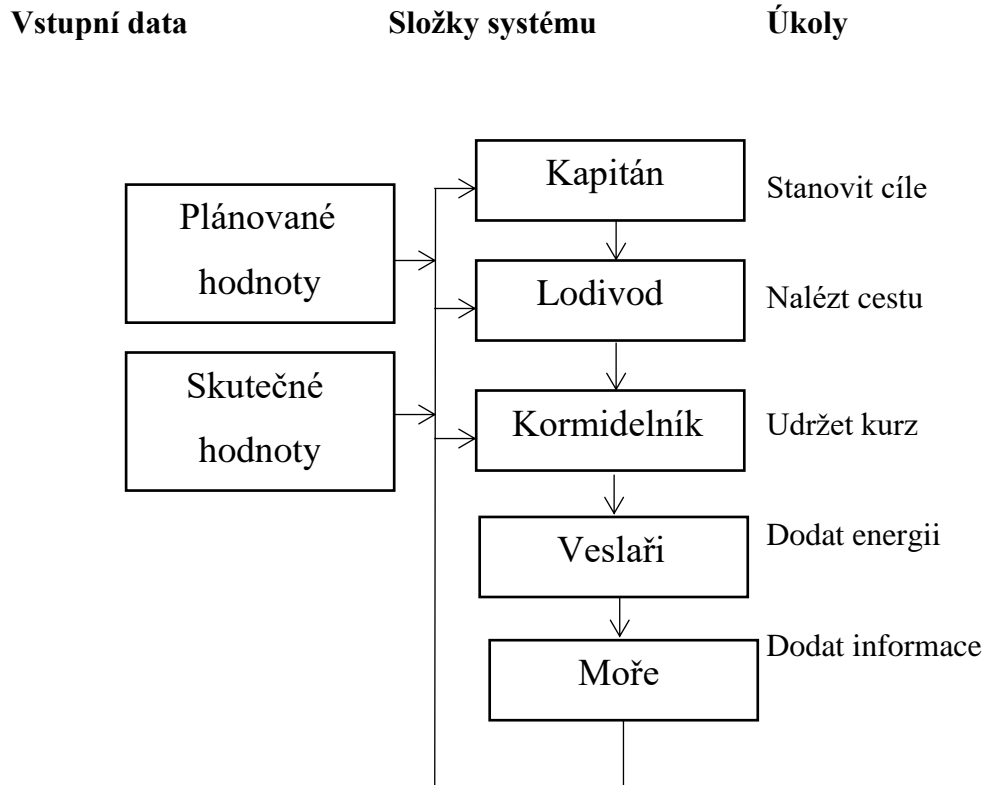 Vstupní data
Složky systému
Úkoly
Kapitán
Stanovit cíle
Plánované
hodnoty
Lodivod
Nalézt cestu
Skutečné
hodnoty
Kormidelník
Udržet kurz
Veslaři
Dodat energii
Moře
Dodat informace